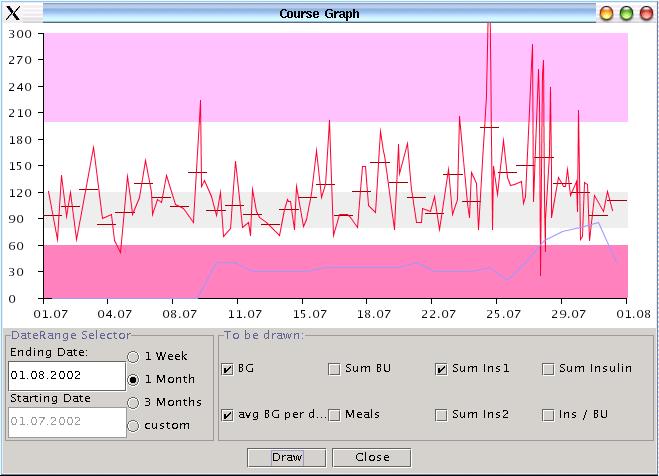 X Course Graph
300
270
240
210
180
150
120
90
60
30
0
01.07 04.07 08.07 11.07 15.07 18.07 22.07 25.07 29.07 01.08
DateRange Selector
Ending Date:
01.08.2002
Starting Date
01.07.2002
1 Week
1 Month
3 Months
custom
To be drawn:
BG Sum BU Sum Ins1 Sum Insulin
avg BG per d... Meals Sum Ins2 Ins / BU
Draw Close